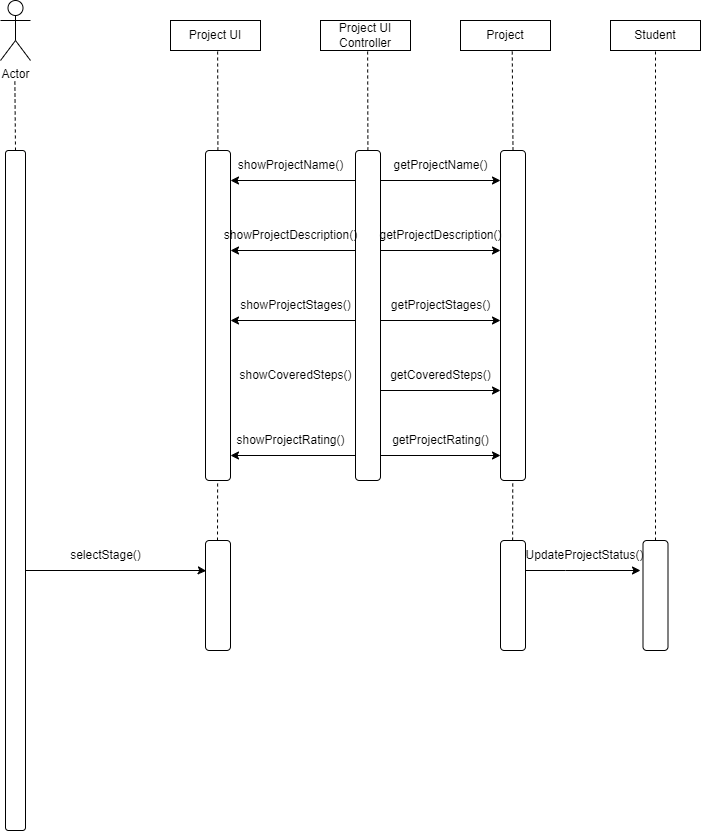 Project UI
Project UI
Controller
Project
Student
Actor
showProjectName()
getProjectName()
showProjectDescription()
getProjectDescription()
showProjectStages()
getProjectStages()
showCoveredSteps()
getCoveredSteps()
showProjectRating()
getProjectRating()
selectStage()
UpdateProjectStatus()